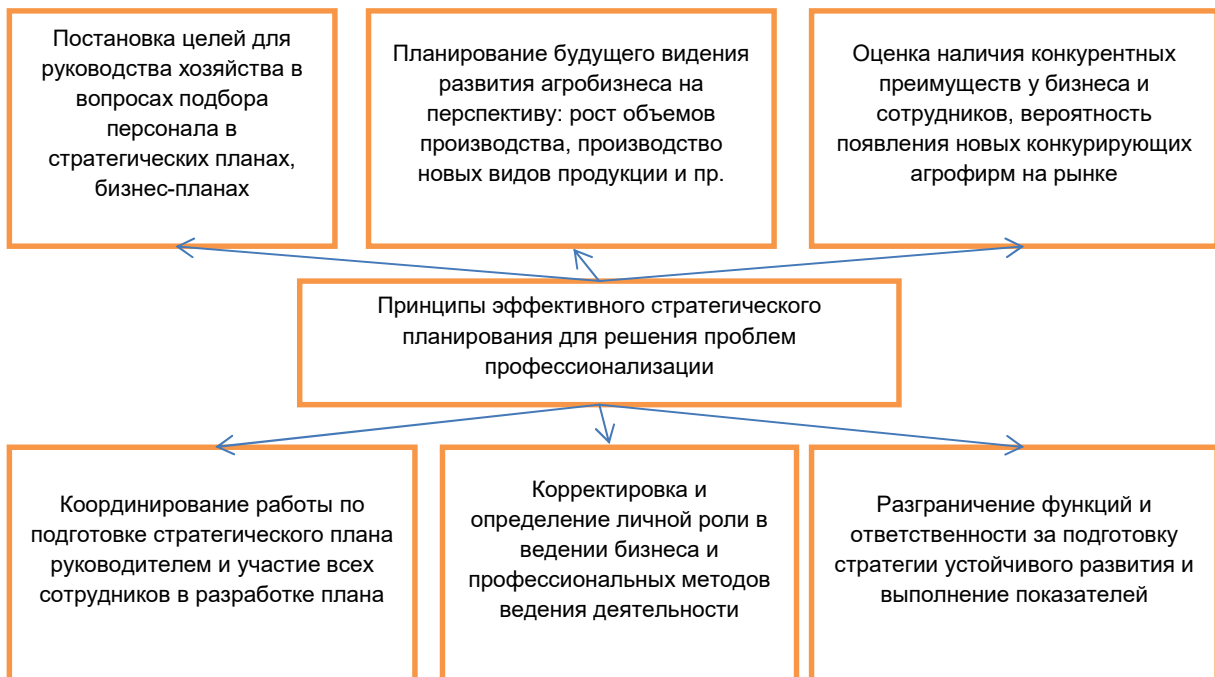 Постановка целей для
руководства хозяйства в
вопросах подбора
персонала в
стратегических планах,
бизнес-планах
Планирование будущего видения
развития агробизнеса на
перспективу: рост объемов
производства, производство
новых видов продукции и пр.
Оценка наличия конкурентных
преимуществ у бизнеса и
сотрудников, вероятность
появления новых конкурирующих
агрофирм на рынке
Принципы эффективного стратегического
планирования для решения проблем
профессионализации
Координирование работы по
подготовке стратегического плана
руководителем и участие всех
сотрудников в разработке плана
Корректировка и
определение личной роли в
ведении бизнеса и
профессиональных методов
ведения деятельности
Разграничение функций и
ответственности за подготовку
стратегии устойчивого развития и
выполнение показателей